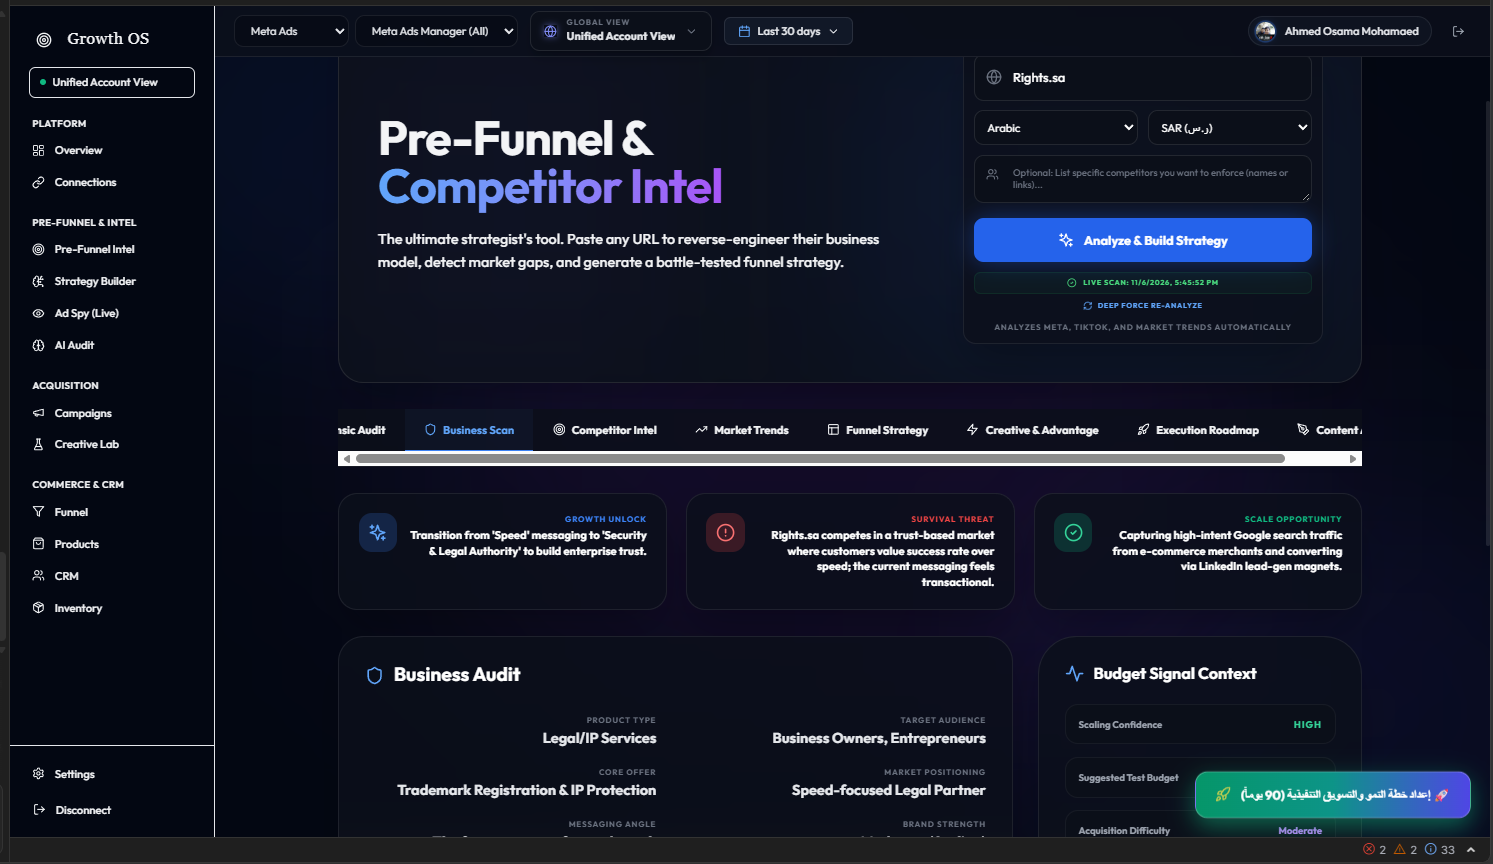 Growth OS
Unified Account View
PLATFORM
Overview
Connections
PRE-FUNNEL & INTEL
Pre-Funnel Intel
Strategy Builder
Ad Spy (Live)
AI Audit
ACQUISITION
Campaigns
Creative Lab
COMMERCE & CRM
Funnel
Products
CRM
Inventory
Settings
Disconnect
Meta Ads
Meta Ads Manager (All)
GLOBAL VIEW
Unified Account View
Last 30 days
Ahmed Osama Mohamaed
Pre-Funnel &
Competitor Intel
The ultimate strategist's tool. Paste any URL to reverse-engineer their business
model, detect market gaps, and generate a battle-tested funnel strategy.
Rights.sa
Arabic
SAR (ر.س)
Optional: List specific competitors you want to enforce (names or
links)...
Analyze & Build Strategy
LIVE SCAN: 11/6/2026, 5:45:52 PM
DEEP FORCE RE-ANALYZE
ANALYZES META, TIKTOK, AND MARKET TRENDS AUTOMATICALLY
nsic Audit
Business Scan
Competitor Intel
Market Trends
Funnel Strategy
Creative & Advantage
Execution Roadmap
Content
GROWTH UNLOCK
Transition from 'Speed' messaging to 'Security
& Legal Authority' to build enterprise trust.
SURVIVAL THREAT
Rights.sa competes in a trust-based market
where customers value success rate over
speed; the current messaging feels
transactional.
SCALE OPPORTUNITY
Capturing high-intent Google search traffic
from e-commerce merchants and converting
via LinkedIn lead-gen magnets.
Business Audit
PRODUCT TYPE
Legal/IP Services
TARGET AUDIENCE
Business Owners, Entrepreneurs
CORE OFFER
Trademark Registration & IP Protection
MARKET POSITIONING
Speed-focused Legal Partner
MESSAGING ANGLE
BRAND STRENGTH
Budget Signal Context
Scaling Confidence
HIGH
Suggested Test Budget
Acquisition Difficulty
Moderate
🚀 إعداد خطة النمو والتسويق التنفيذية (90 يوماً)
2
2
33